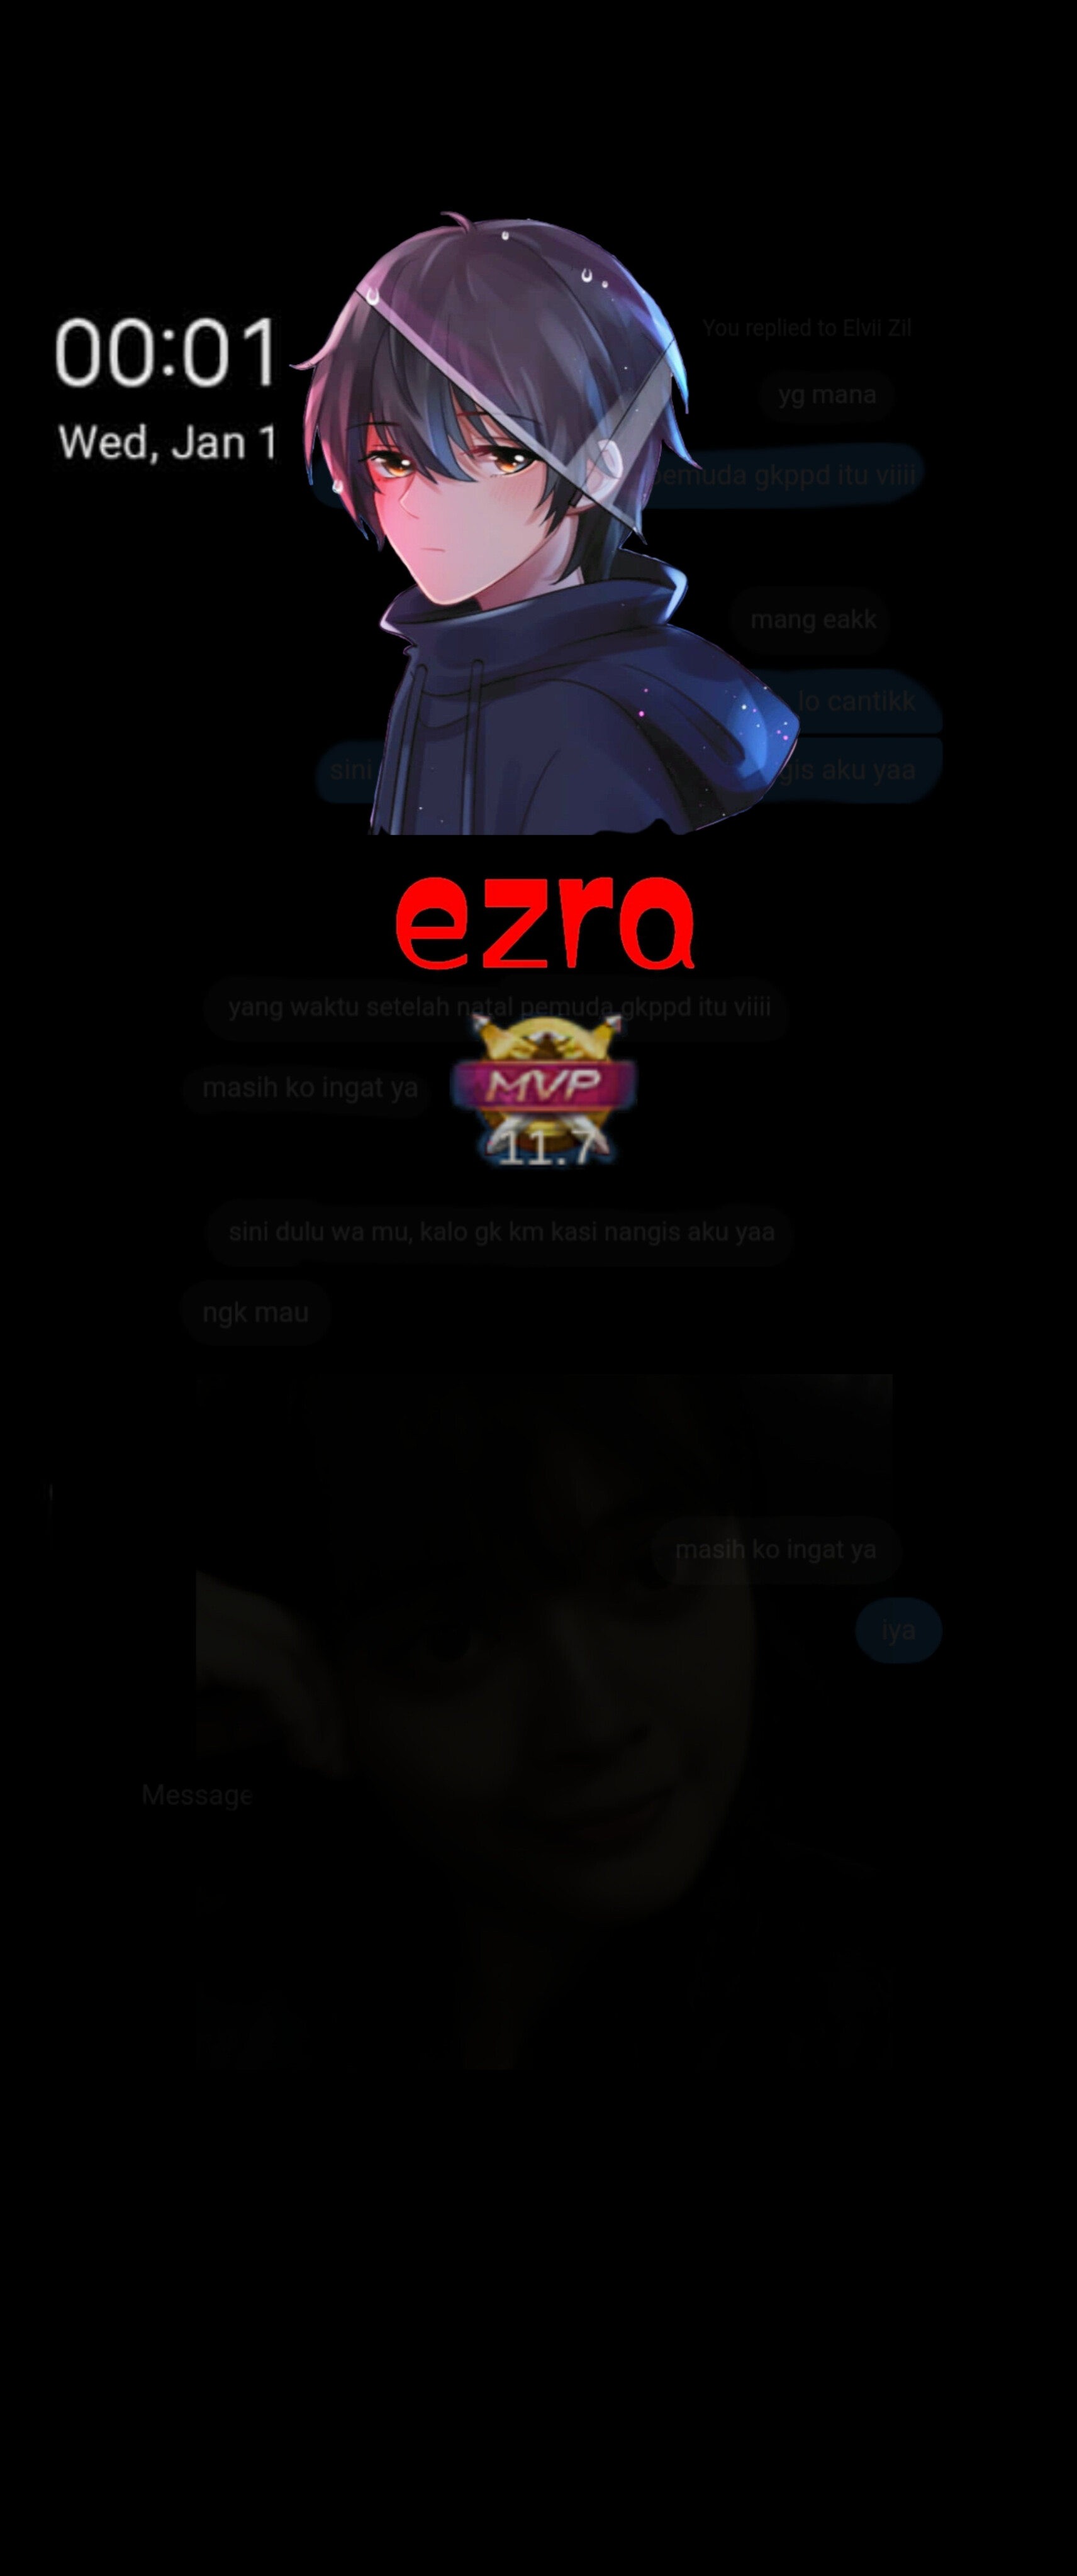 00:01
Wed, Jan 1
You replied to Elvii Zil
yg mana
pemuda gkppd itu viiii
mang eakk
lo cantikk
sini
gis aku yaa
ezra
yang waktu setelah natal pemuda gkppd itu viiii
masih ko ingat ya
MVP
11.7
sini dulu wa mu, kalo gk km kasi nangis aku yaa
ngk mau
masih ko ingat ya
iya
Message